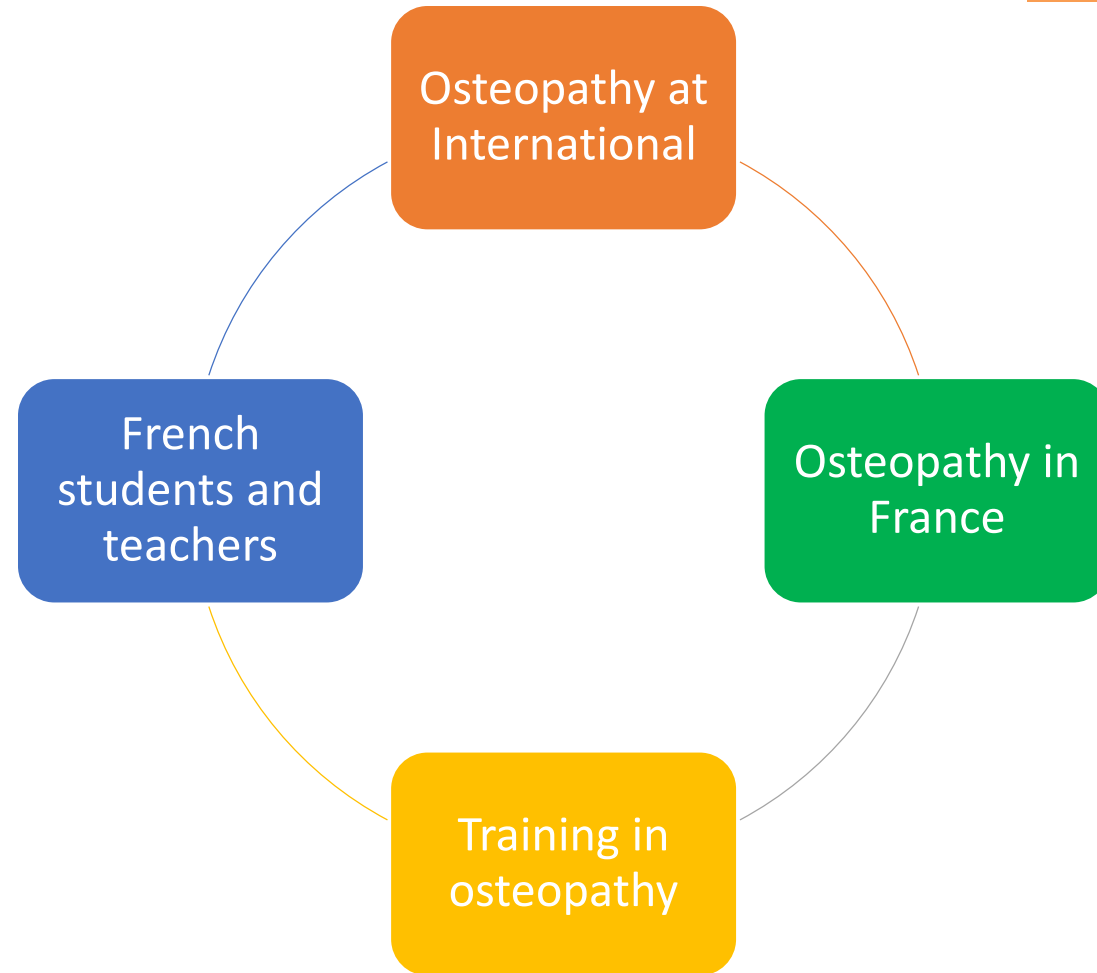 Osteopathy at
International
French
students and
teachers
Osteopathy in
France
Training in
osteopathy